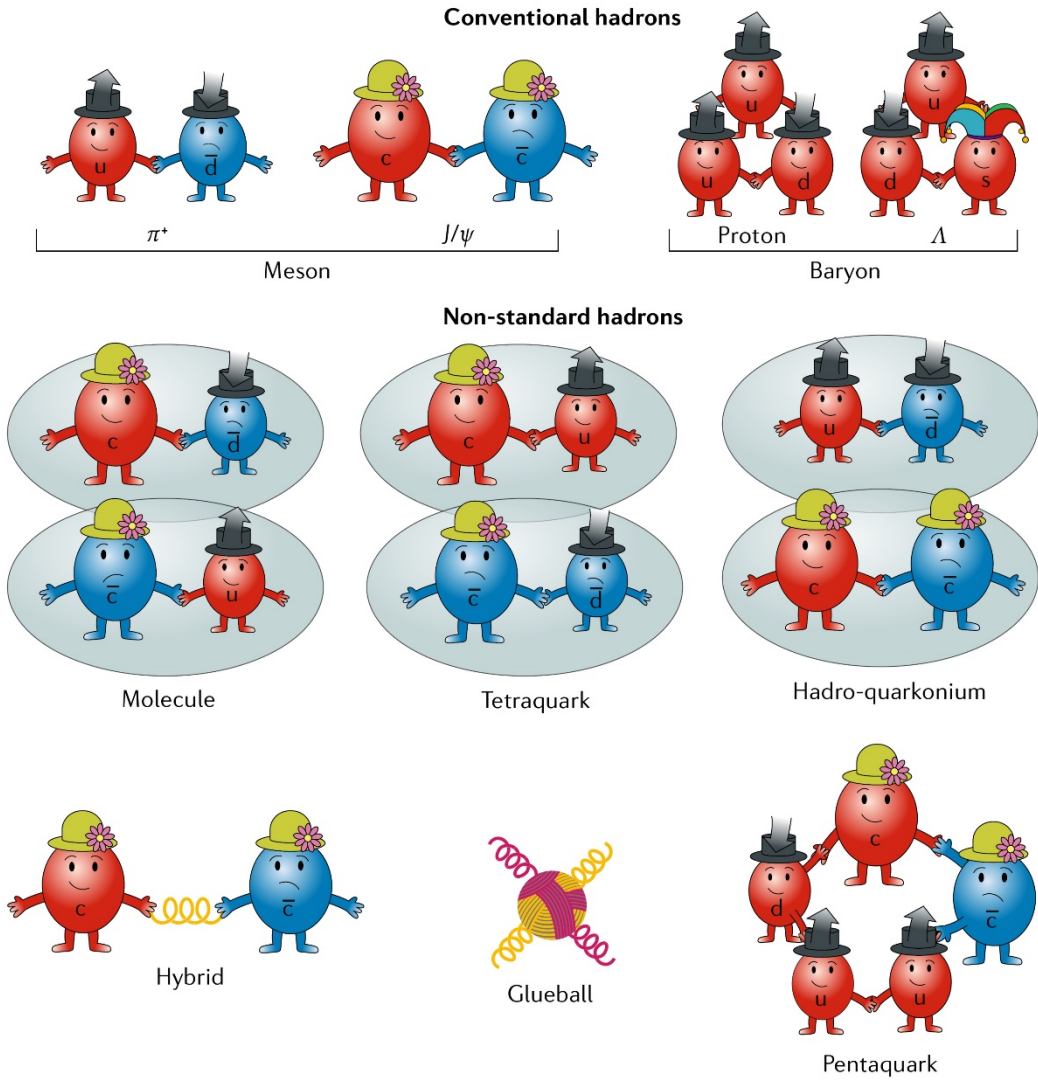 Conventional hadrons
u
d̅
c
c̅
u
u
d
u
d
s
π⁺
J/ψ
Proton
Λ
Meson
Baryon
Non-standard hadrons
c
d̅
c
u
u
d̅
c̅
u
c̅
d̅
c
c̅
Molecule
Tetraquark
Hadro-quarkonium
c
c̅
c
d
c̅
u
u
Hybrid
Glueball
Pentaquark